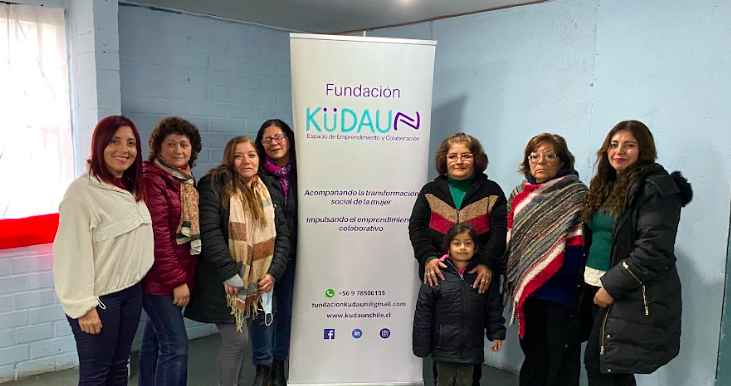 Fundación
KÜDAUN
Espacio de Emprendimiento y Colaboración
Acompañando la transformación
social de la mujer
Impulsando el emprendimiento
colaborativo
+56 9 78500135
fundacionkudaun@gmail.com
www.kudaunchile.cl